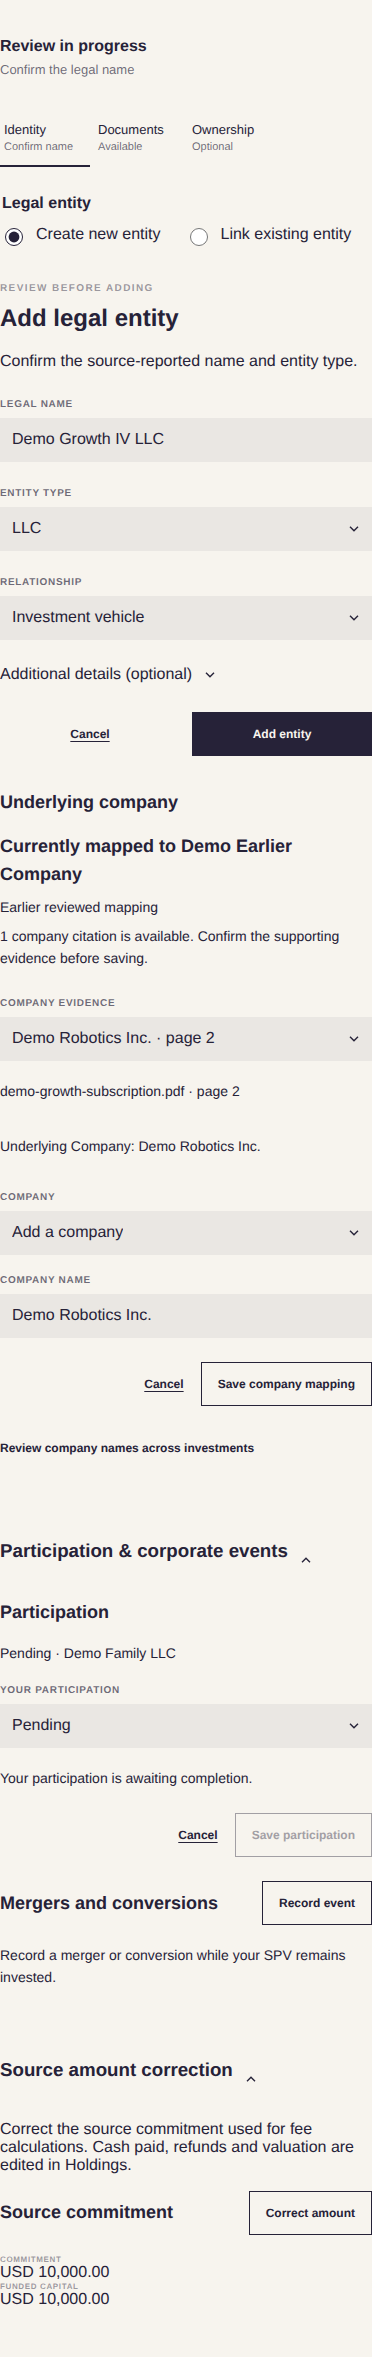 Review in progress
Confirm the legal name
Identity
Confirm name
Documents
Available
Ownership
Optional
Legal entity
Create new entity
Link existing entity
REVIEW BEFORE ADDING
Add legal entity
Confirm the source-reported name and entity type.
LEGAL NAME
Demo Growth IV LLC
ENTITY TYPE
LLC
RELATIONSHIP
Investment vehicle
Additional details (optional)
Cancel
Add entity
Underlying company
Currently mapped to Demo Earlier
Company
Earlier reviewed mapping
1 company citation is available. Confirm the supporting
evidence before saving.
COMPANY EVIDENCE
Demo Robotics Inc. · page 2
demo-growth-subscription.pdf · page 2
Underlying Company: Demo Robotics Inc.
COMPANY
Add a company
COMPANY NAME
Demo Robotics Inc.
Cancel
Save company mapping
Review company names across investments
Participation & corporate events
Participation
Pending · Demo Family LLC
YOUR PARTICIPATION
Pending
Your participation is awaiting completion.
Cancel
Save participation
Mergers and conversions
Record event
Record a merger or conversion while your SPV remains
invested.
Source amount correction
Correct the source commitment used for fee
calculations. Cash paid, refunds and valuation are
edited in Holdings.
Source commitment
Correct amount
COMMITMENT
USD 10,000.00
FUNDED CAPITAL
USD 10,000.00